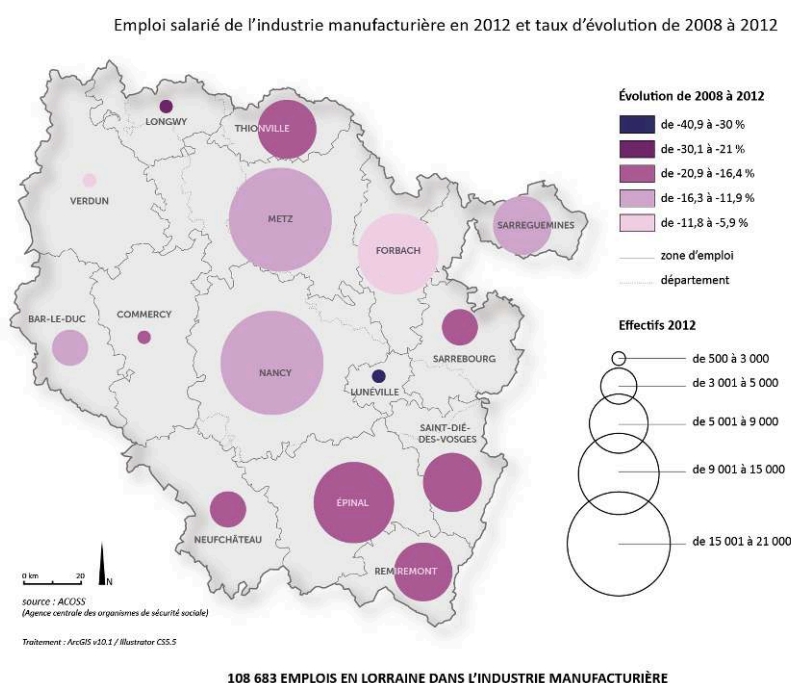 Emploi salarié de l'industrie manufacturière en 2012 et taux d'évolution de 2008 à 2012
Évolution de 2008 à 2012
de -40,9 à -30 %
de -30,1 à -21 %
de -20,9 à -16,4 %
de -16,3 à -11,9 %
de -11,8 à -5,9 %
zone d'emploi
département
Effectifs 2012
de 500 à 3 000
de 3 001 à 5 000
de 5 001 à 9 000
de 9 001 à 15 000
de 15 001 à 21 000
LONGWY
THIONVILLE
VERDUN
METZ
FORBACH
SARREGUEMINES
BAR-LE-DUC
COMMERCY
NANCY
LUNÉVILLE
SARREBOURG
SAINT-DIÉ-
DES-VOSGES
NEUFCHÂTEAU
ÉPINAL
REMIREMONT
0 km 20
N
source : ACOSS
(Agence centrale des organismes de sécurité sociale)
Traitement : ArcGIS v10.1 / Illustrator CS5.5
108 683 EMPLOIS EN LORRAINE DANS L'INDUSTRIE MANUFACTURIÈRE